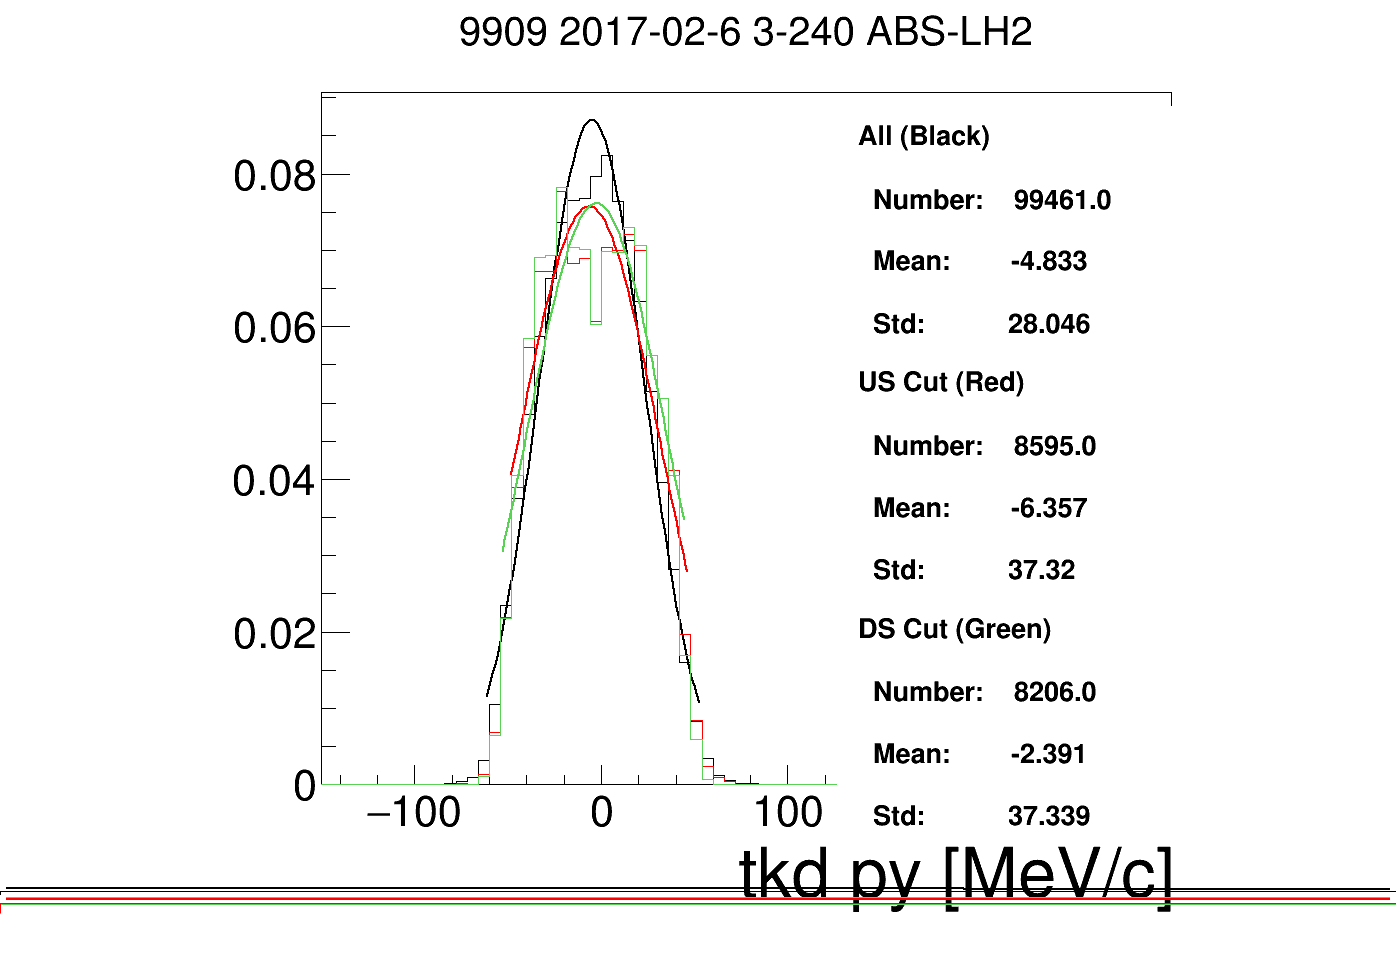 9909 2017-02-6 3-240 ABS-LH2
All (Black)
Number: 99461.0
Mean: -4.833
Std: 28.046
US Cut (Red)
Number: 8595.0
Mean: -6.357
Std: 37.32
DS Cut (Green)
Number: 8206.0
Mean: -2.391
Std: 37.339
0.08
0.06
0.04
0.02
0
−100 0 100
tkd py [MeV/c]